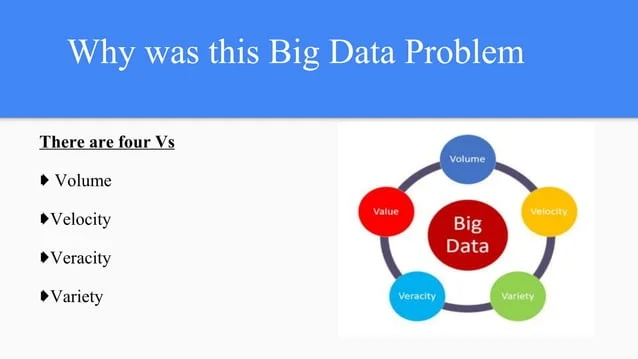 Why was this Big Data Problem
There are four Vs
Volume
Velocity
Veracity
Variety
Volume
Value
Velocity
Big
Data
Veracity
Variety